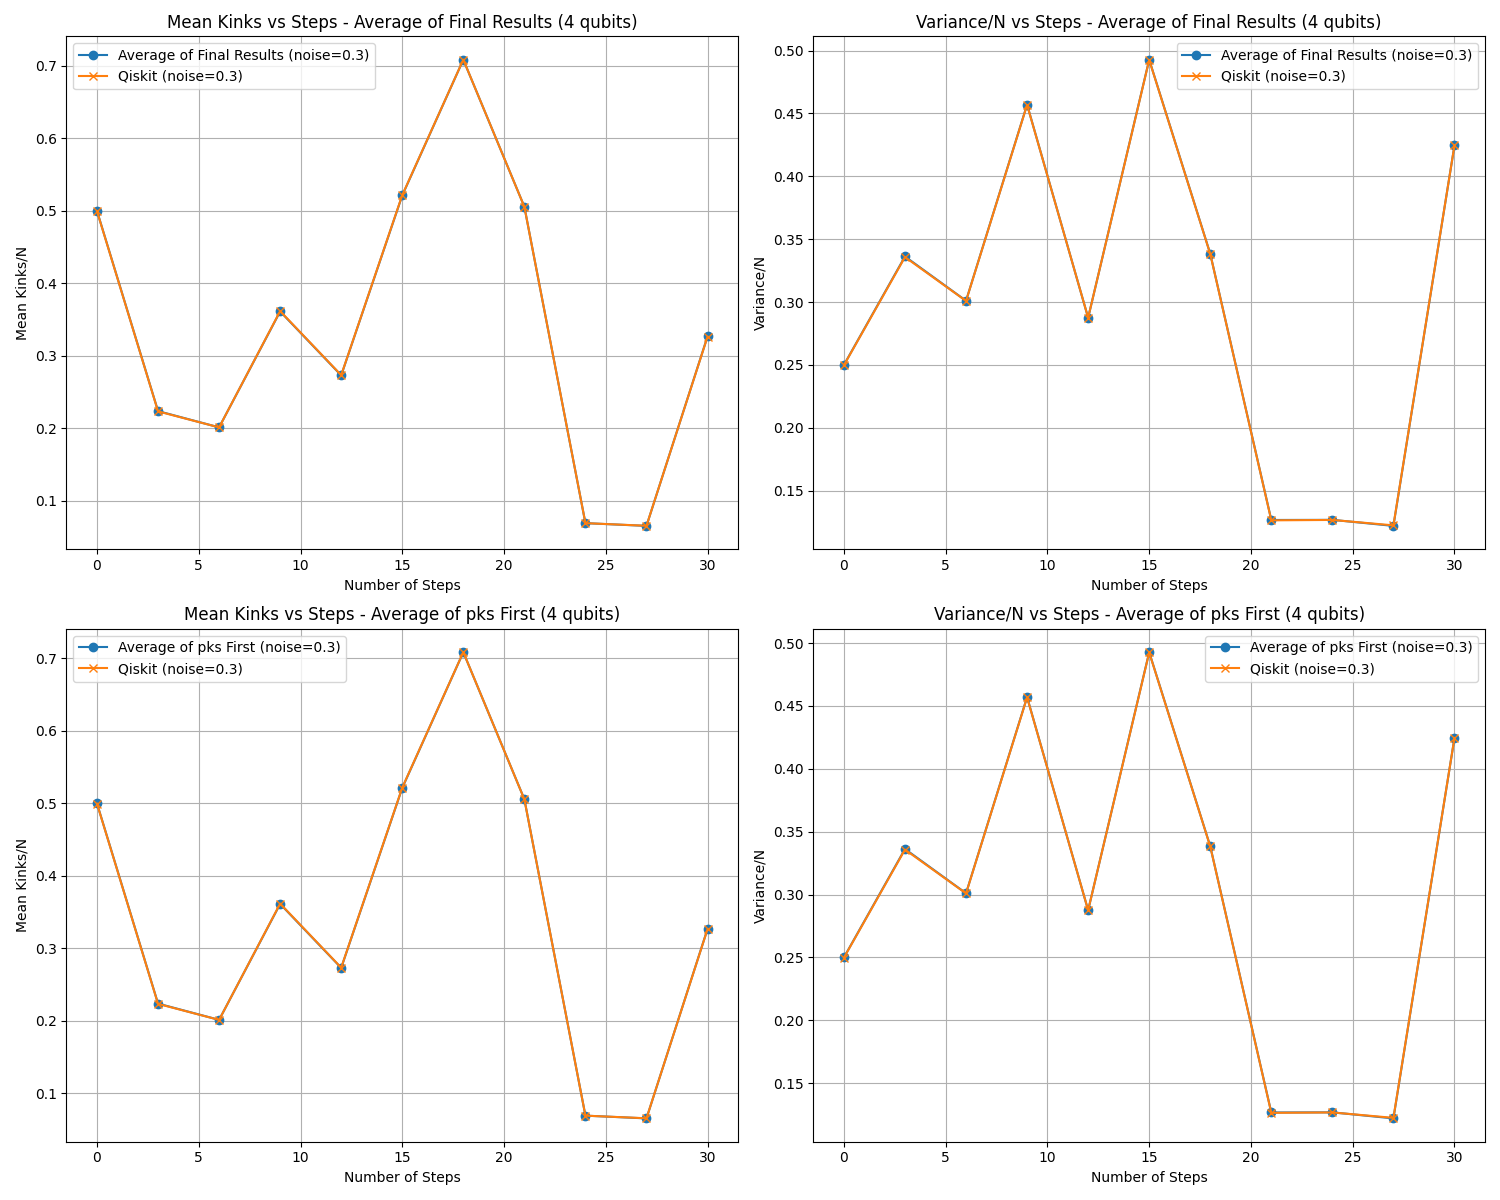 Mean Kinks vs Steps - Average of Final Results (4 qubits)
Average of Final Results (noise=0.3)
Qiskit (noise=0.3)
0.7
0.6
0.5
0.4
0.3
0.2
0.1
Mean Kinks/N
0 5 10 15 20 25 30
Number of Steps
Variance/N vs Steps - Average of Final Results (4 qubits)
Average of Final Results (noise=0.3)
Qiskit (noise=0.3)
0.50
0.45
0.40
0.35
0.30
0.25
0.20
0.15
Variance/N
0 5 10 15 20 25 30
Number of Steps
Mean Kinks vs Steps - Average of pks First (4 qubits)
Average of pks First (noise=0.3)
Qiskit (noise=0.3)
0.7
0.6
0.5
0.4
0.3
0.2
0.1
Mean Kinks/N
0 5 10 15 20 25 30
Number of Steps
Variance/N vs Steps - Average of pks First (4 qubits)
Average of pks First (noise=0.3)
Qiskit (noise=0.3)
0.50
0.45
0.40
0.35
0.30
0.25
0.20
0.15
Variance/N
0 5 10 15 20 25 30
Number of Steps